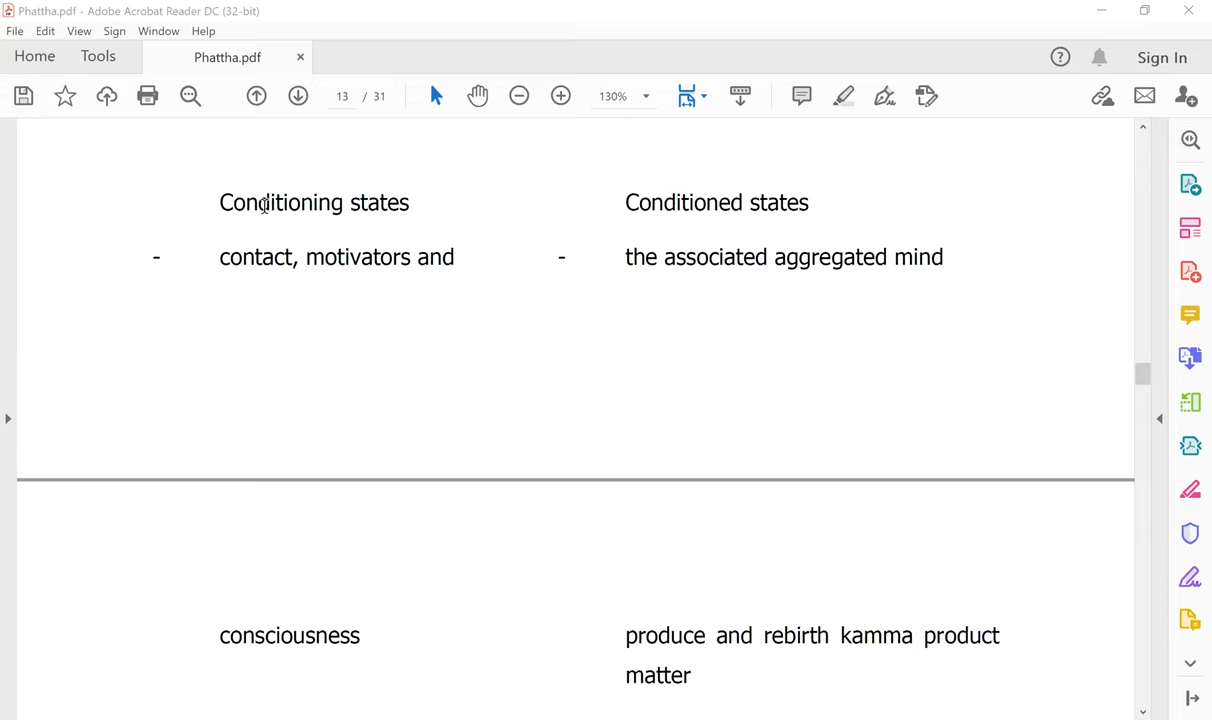 Phattha.pdf - Adobe Acrobat Reader DC (32-bit)
File Edit View Sign Window Help
Home Tools Phattha.pdf × Sign In
13 / 31 130%
Conditioning states Conditioned states
- contact, motivators and - the associated aggregated mind
consciousness produce and rebirth kamma product
matter